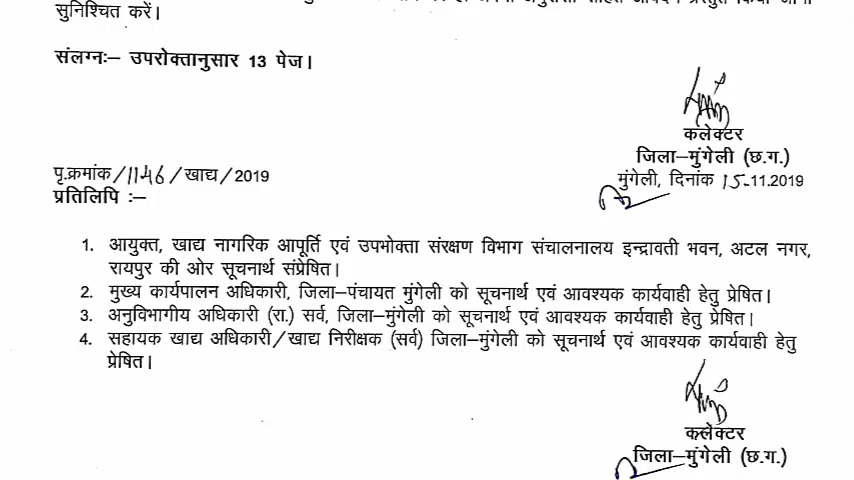 सुनिश्चित करें।
संलग्नः— उपरोक्तानुसार 13 पेज।
कलेक्टर
जिला—मुंगेली (छ.ग.)
पृ.क्रमांक/1146/खाद्य/2019
मुंगेली, दिनांक 15-11.2019
प्रतिलिपि :—
1. आयुक्त, खाद्य नागरिक आपूर्ति एवं उपभोक्ता संरक्षण विभाग संचालनालय इन्द्रावती भवन, अटल नगर,
रायपुर की ओर सूचनार्थ संप्रेषित।
2. मुख्य कार्यपालन अधिकारी, जिला—पंचायत मुंगेली को सूचनार्थ एवं आवश्यक कार्यवाही हेतु प्रेषित।
3. अनुविभागीय अधिकारी (रा.) सर्व, जिला—मुंगेली को सूचनार्थ एवं आवश्यक कार्यवाही हेतु प्रेषित।
4. सहायक खाद्य अधिकारी/खाद्य निरीक्षक (सर्व) जिला—मुंगेली को सूचनार्थ एवं आवश्यक कार्यवाही हेतु
प्रेषित।
कलेक्टर
जिला—मुंगेली (छ.ग.)